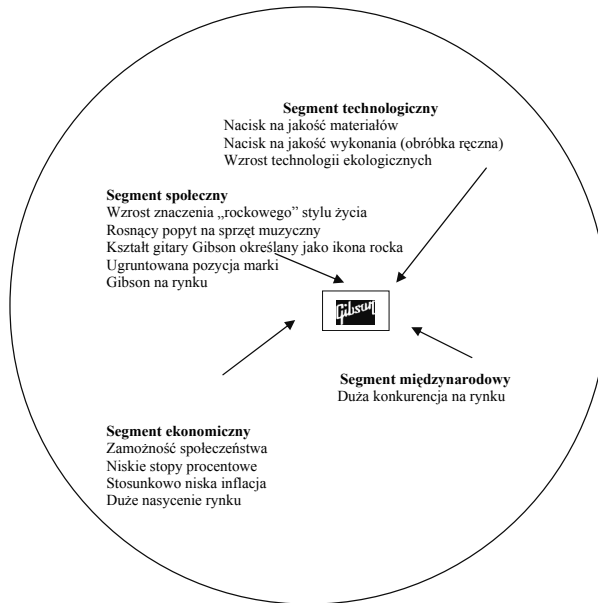 Segment technologiczny
Nacisk na jakość materiałów
Nacisk na jakość wykonania (obróbka ręczna)
Wzrost technologii ekologicznych
Segment społeczny
Wzrost znaczenia „rockowego” stylu życia
Rosnący popyt na sprzęt muzyczny
Kształt gitary Gibson określany jako ikona rocka
Ugruntowana pozycja marki
Gibson na rynku
Gibson
Segment międzynarodowy
Duża konkurencja na rynku
Segment ekonomiczny
Zamożność społeczeństwa
Niskie stopy procentowe
Stosunkowo niska inflacja
Duże nasycenie rynku